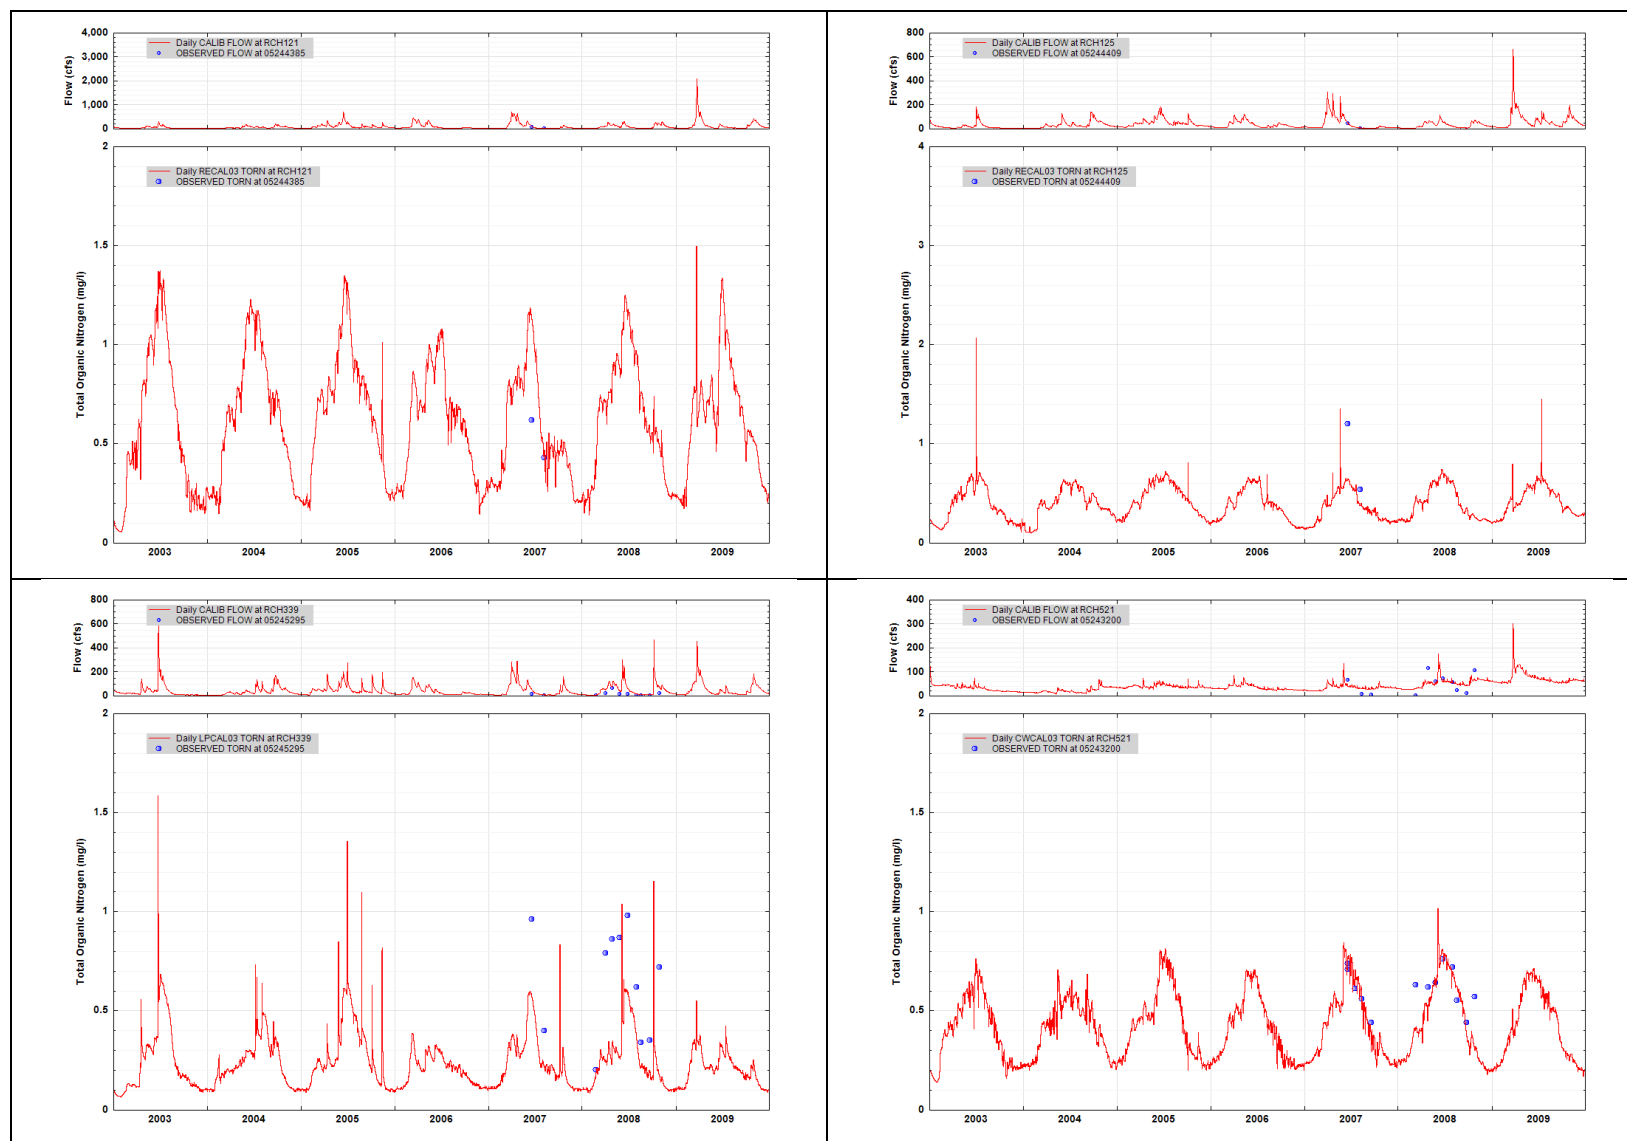 4,000
3,000
2,000
1,000
0
Flow (cfs)
Daily CALIB FLOW at RCH121
OBSERVED FLOW at 05244385
2
1.5
1
0.5
0
Total Organic Nitrogen (mg/l)
Daily RECAL03 TORN at RCH121
OBSERVED TORN at 05244385
2003 2004 2005 2006 2007 2008 2009
800
600
400
200
0
Flow (cfs)
Daily CALIB FLOW at RCH125
OBSERVED FLOW at 05244409
4
3
2
1
0
Total Organic Nitrogen (mg/l)
Daily RECAL03 TORN at RCH125
OBSERVED TORN at 05244409
2003 2004 2005 2006 2007 2008 2009
800
600
400
200
0
Flow (cfs)
Daily CALIB FLOW at RCH339
OBSERVED FLOW at 05245295
2
1.5
1
0.5
0
Total Organic Nitrogen (mg/l)
Daily LPCAL03 TORN at RCH339
OBSERVED TORN at 05245295
2003 2004 2005 2006 2007 2008 2009
400
300
200
100
0
Flow (cfs)
Daily CALIB FLOW at RCH521
OBSERVED FLOW at 05243200
2
1.5
1
0.5
0
Total Organic Nitrogen (mg/l)
Daily CWCAL03 TORN at RCH521
OBSERVED TORN at 05243200
2003 2004 2005 2006 2007 2008 2009